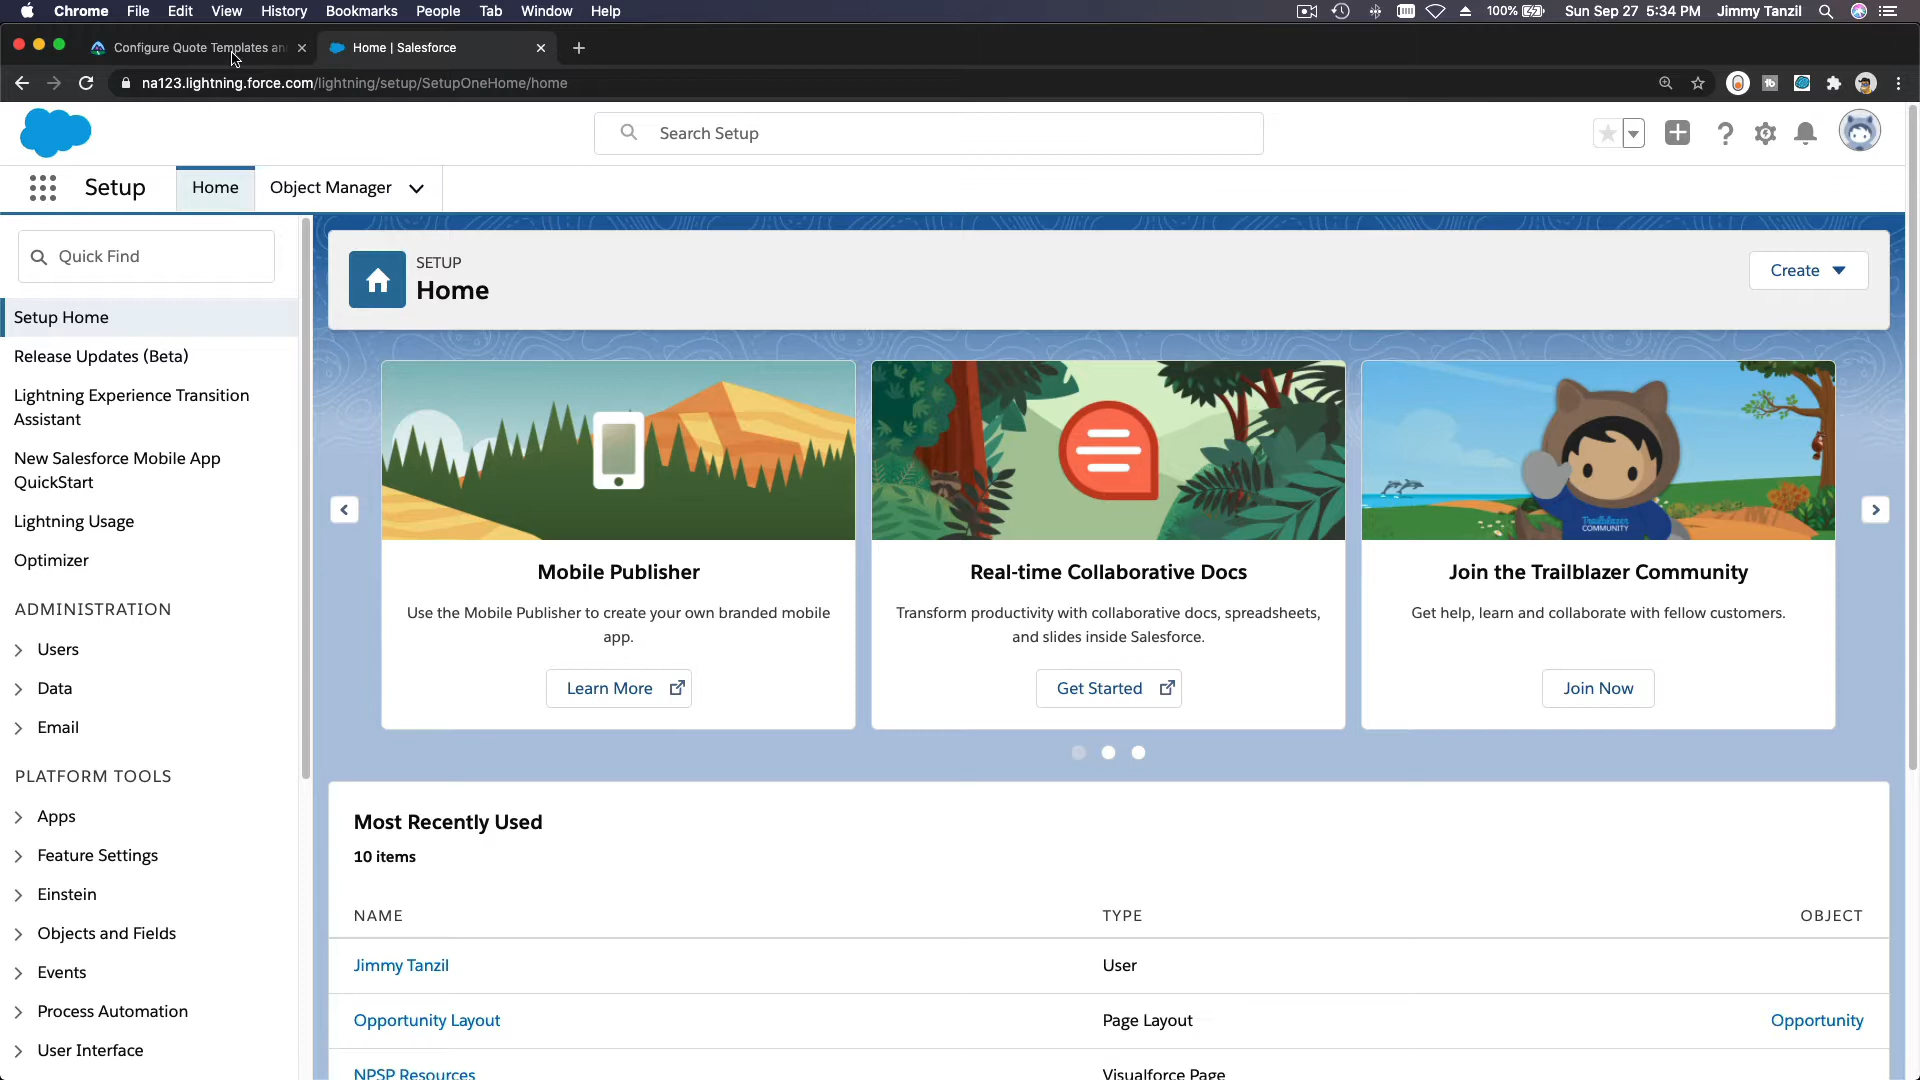 Chrome File Edit View History Bookmarks People Tab Window Help 100% Sun Sep 27 5:34 PM Jimmy Tanzil
Configure Quote Templates an Home | Salesforce
na123.lightning.force.com/lightning/setup/SetupOneHome/home
Search Setup
Setup Home Object Manager
Quick Find
Setup Home
Release Updates (Beta)
Lightning Experience Transition
Assistant
New Salesforce Mobile App
QuickStart
Lightning Usage
Optimizer
ADMINISTRATION
Users
Data
Email
PLATFORM TOOLS
Apps
Feature Settings
Einstein
Objects and Fields
Events
Process Automation
User Interface
SETUP
Home
Create
Mobile Publisher
Use the Mobile Publisher to create your own branded mobile
app.
Learn More
Real-time Collaborative Docs
Transform productivity with collaborative docs, spreadsheets,
and slides inside Salesforce.
Get Started
Trailblazer
COMMUNITY
Join the Trailblazer Community
Get help, learn and collaborate with fellow customers.
Join Now
Most Recently Used
10 items
NAME TYPE OBJECT
Jimmy Tanzil User
Opportunity Layout Page Layout Opportunity
NPSP Resources Visualforce Page